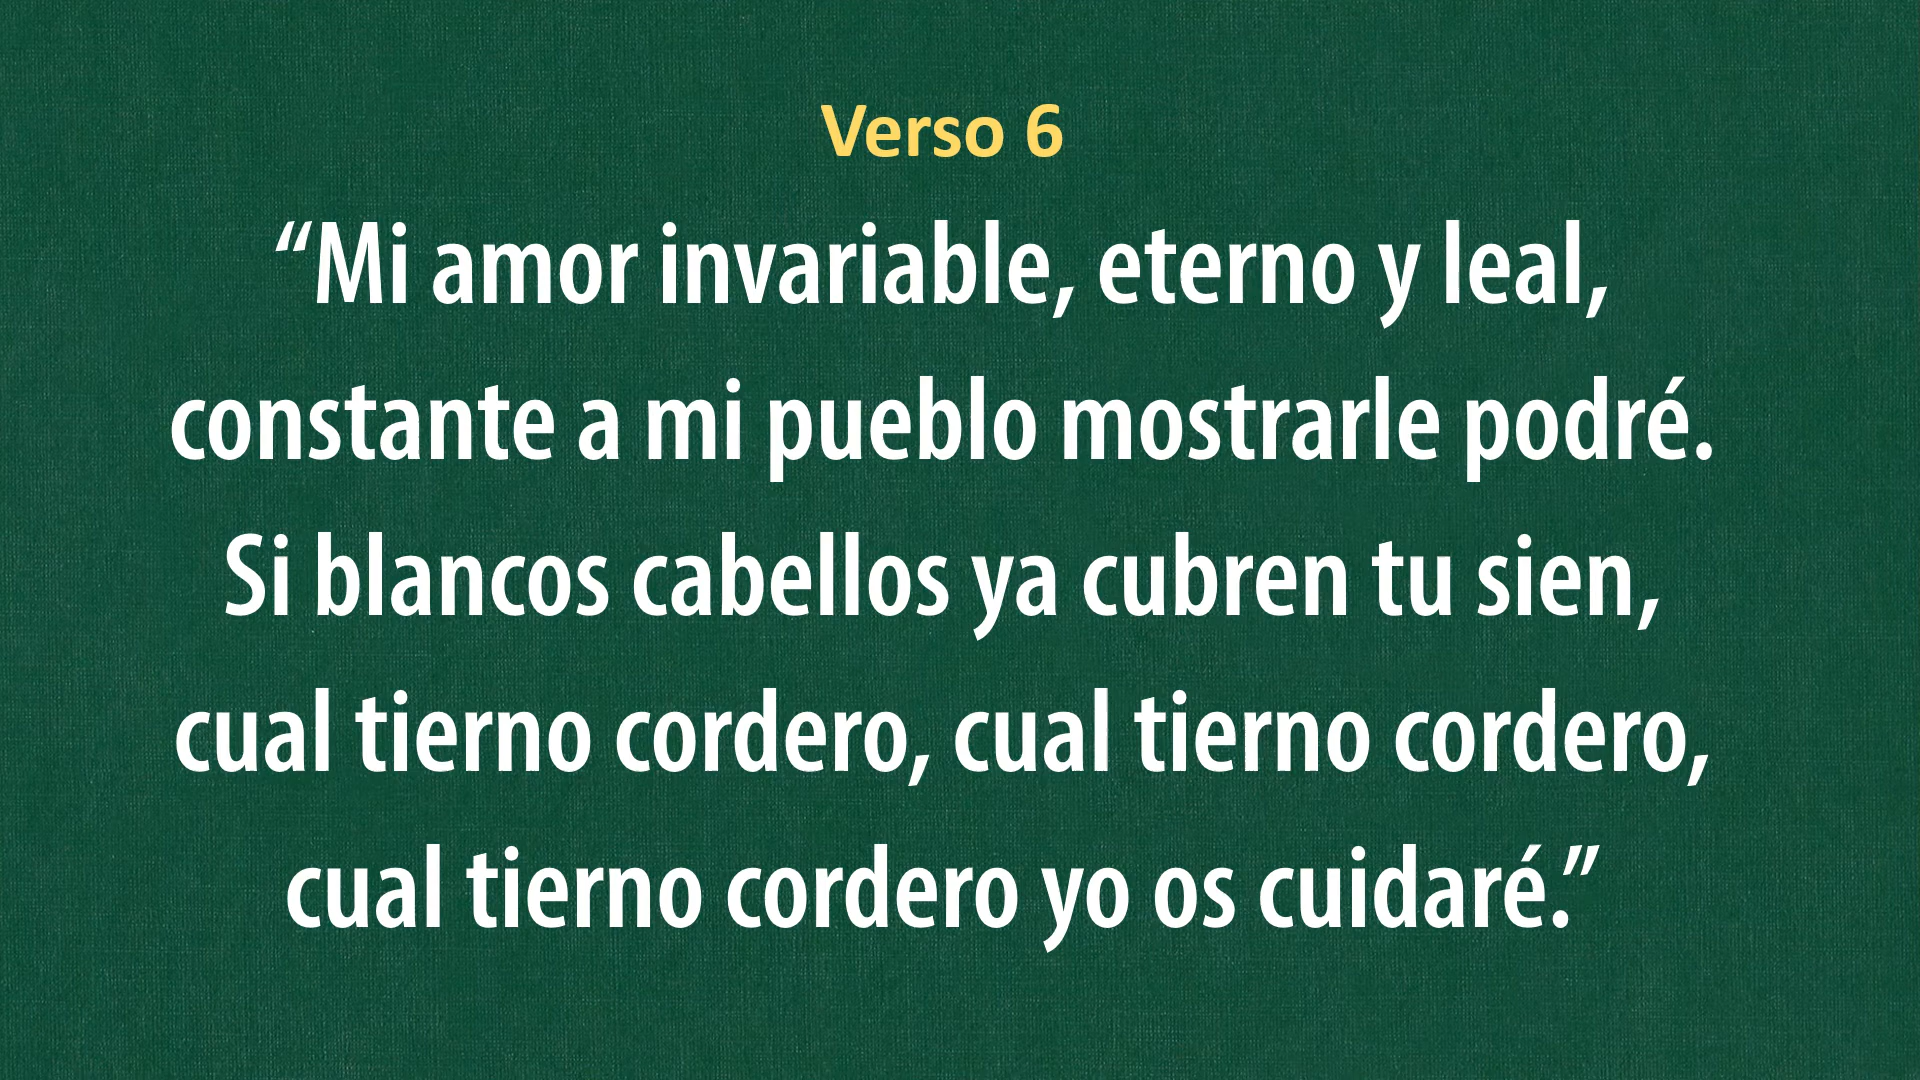 Verso 6
“Mi amor invariable, eterno y leal,
constante a mi pueblo mostrarle podré.
Si blancos cabellos ya cubren tu sien,
cual tierno cordero, cual tierno cordero,
cual tierno cordero yo os cuidaré.”